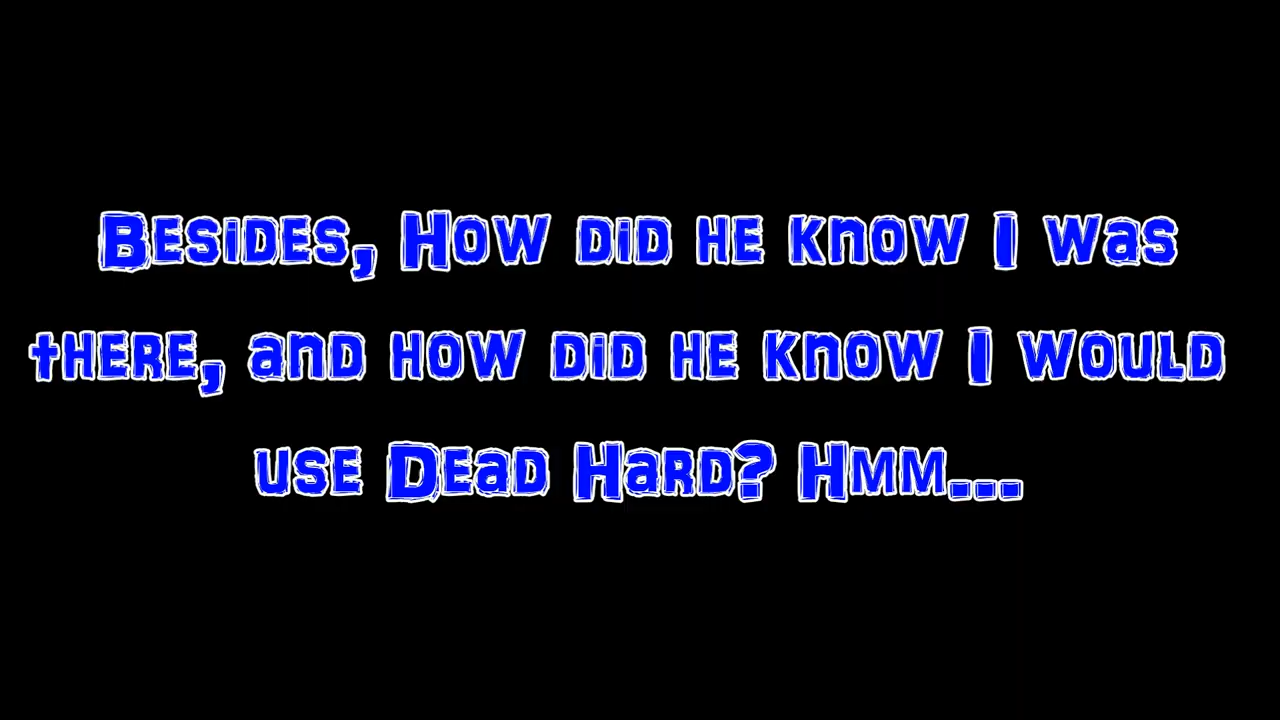 Besides, How did he know I was
there, and how did he know I would
use Dead Hard? Hmm...